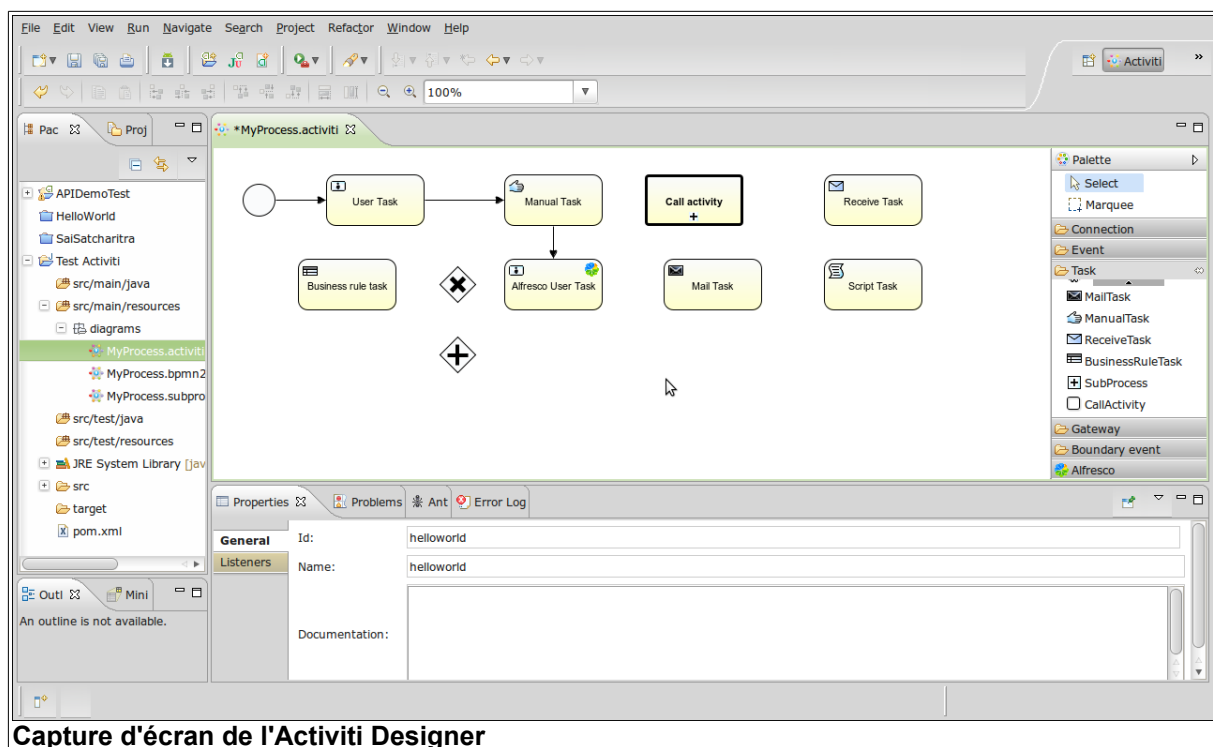 File Edit View Run Navigate Search Project Refactor Window Help
Activiti »
100%
Pac Proj
*MyProcess.activiti
APIDemoTest
HelloWorld
SaiSatcharitra
Test Activiti
src/main/java
src/main/resources
diagrams
MyProcess.activiti
MyProcess.bpmn2
MyProcess.subpro
src/test/java
src/test/resources
JRE System Library [jav
src
target
pom.xml
User Task
Manual Task
Call activity
Receive Task
Business rule task
Alfresco User Task
Mail Task
Script Task
Palette
Select
Marquee
Connection
Event
Task
MailTask
ManualTask
ReceiveTask
BusinessRuleTask
SubProcess
CallActivity
Gateway
Boundary event
Alfresco
Outl Mini
An outline is not available.
Properties Problems Ant Error Log
General
Listeners
Id: helloworld
Name: helloworld
Documentation:
Capture d'écran de l'Activiti Designer